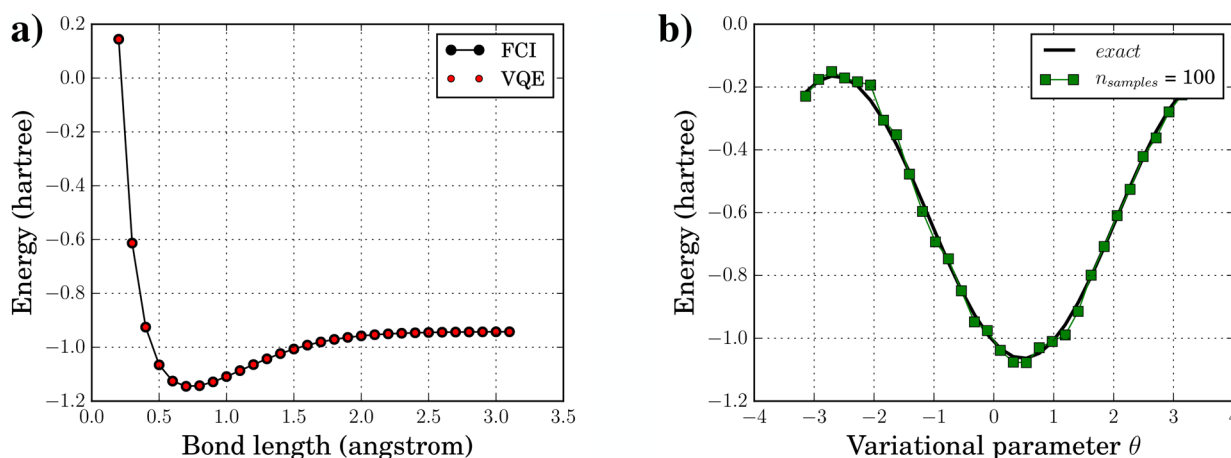 a)
Energy (hartree)
0.2
0.0
−0.2
−0.4
−0.6
−0.8
−1.0
−1.2
0.0 0.5 1.0 1.5 2.0 2.5 3.0 3.5
Bond length (angstrom)
FCI
VQE
b)
Energy (hartree)
0.0
−0.2
−0.4
−0.6
−0.8
−1.0
−1.2
−4 −3 −2 −1 0 1 2 3 4
Variational parameter θ
exact
n_samples = 100